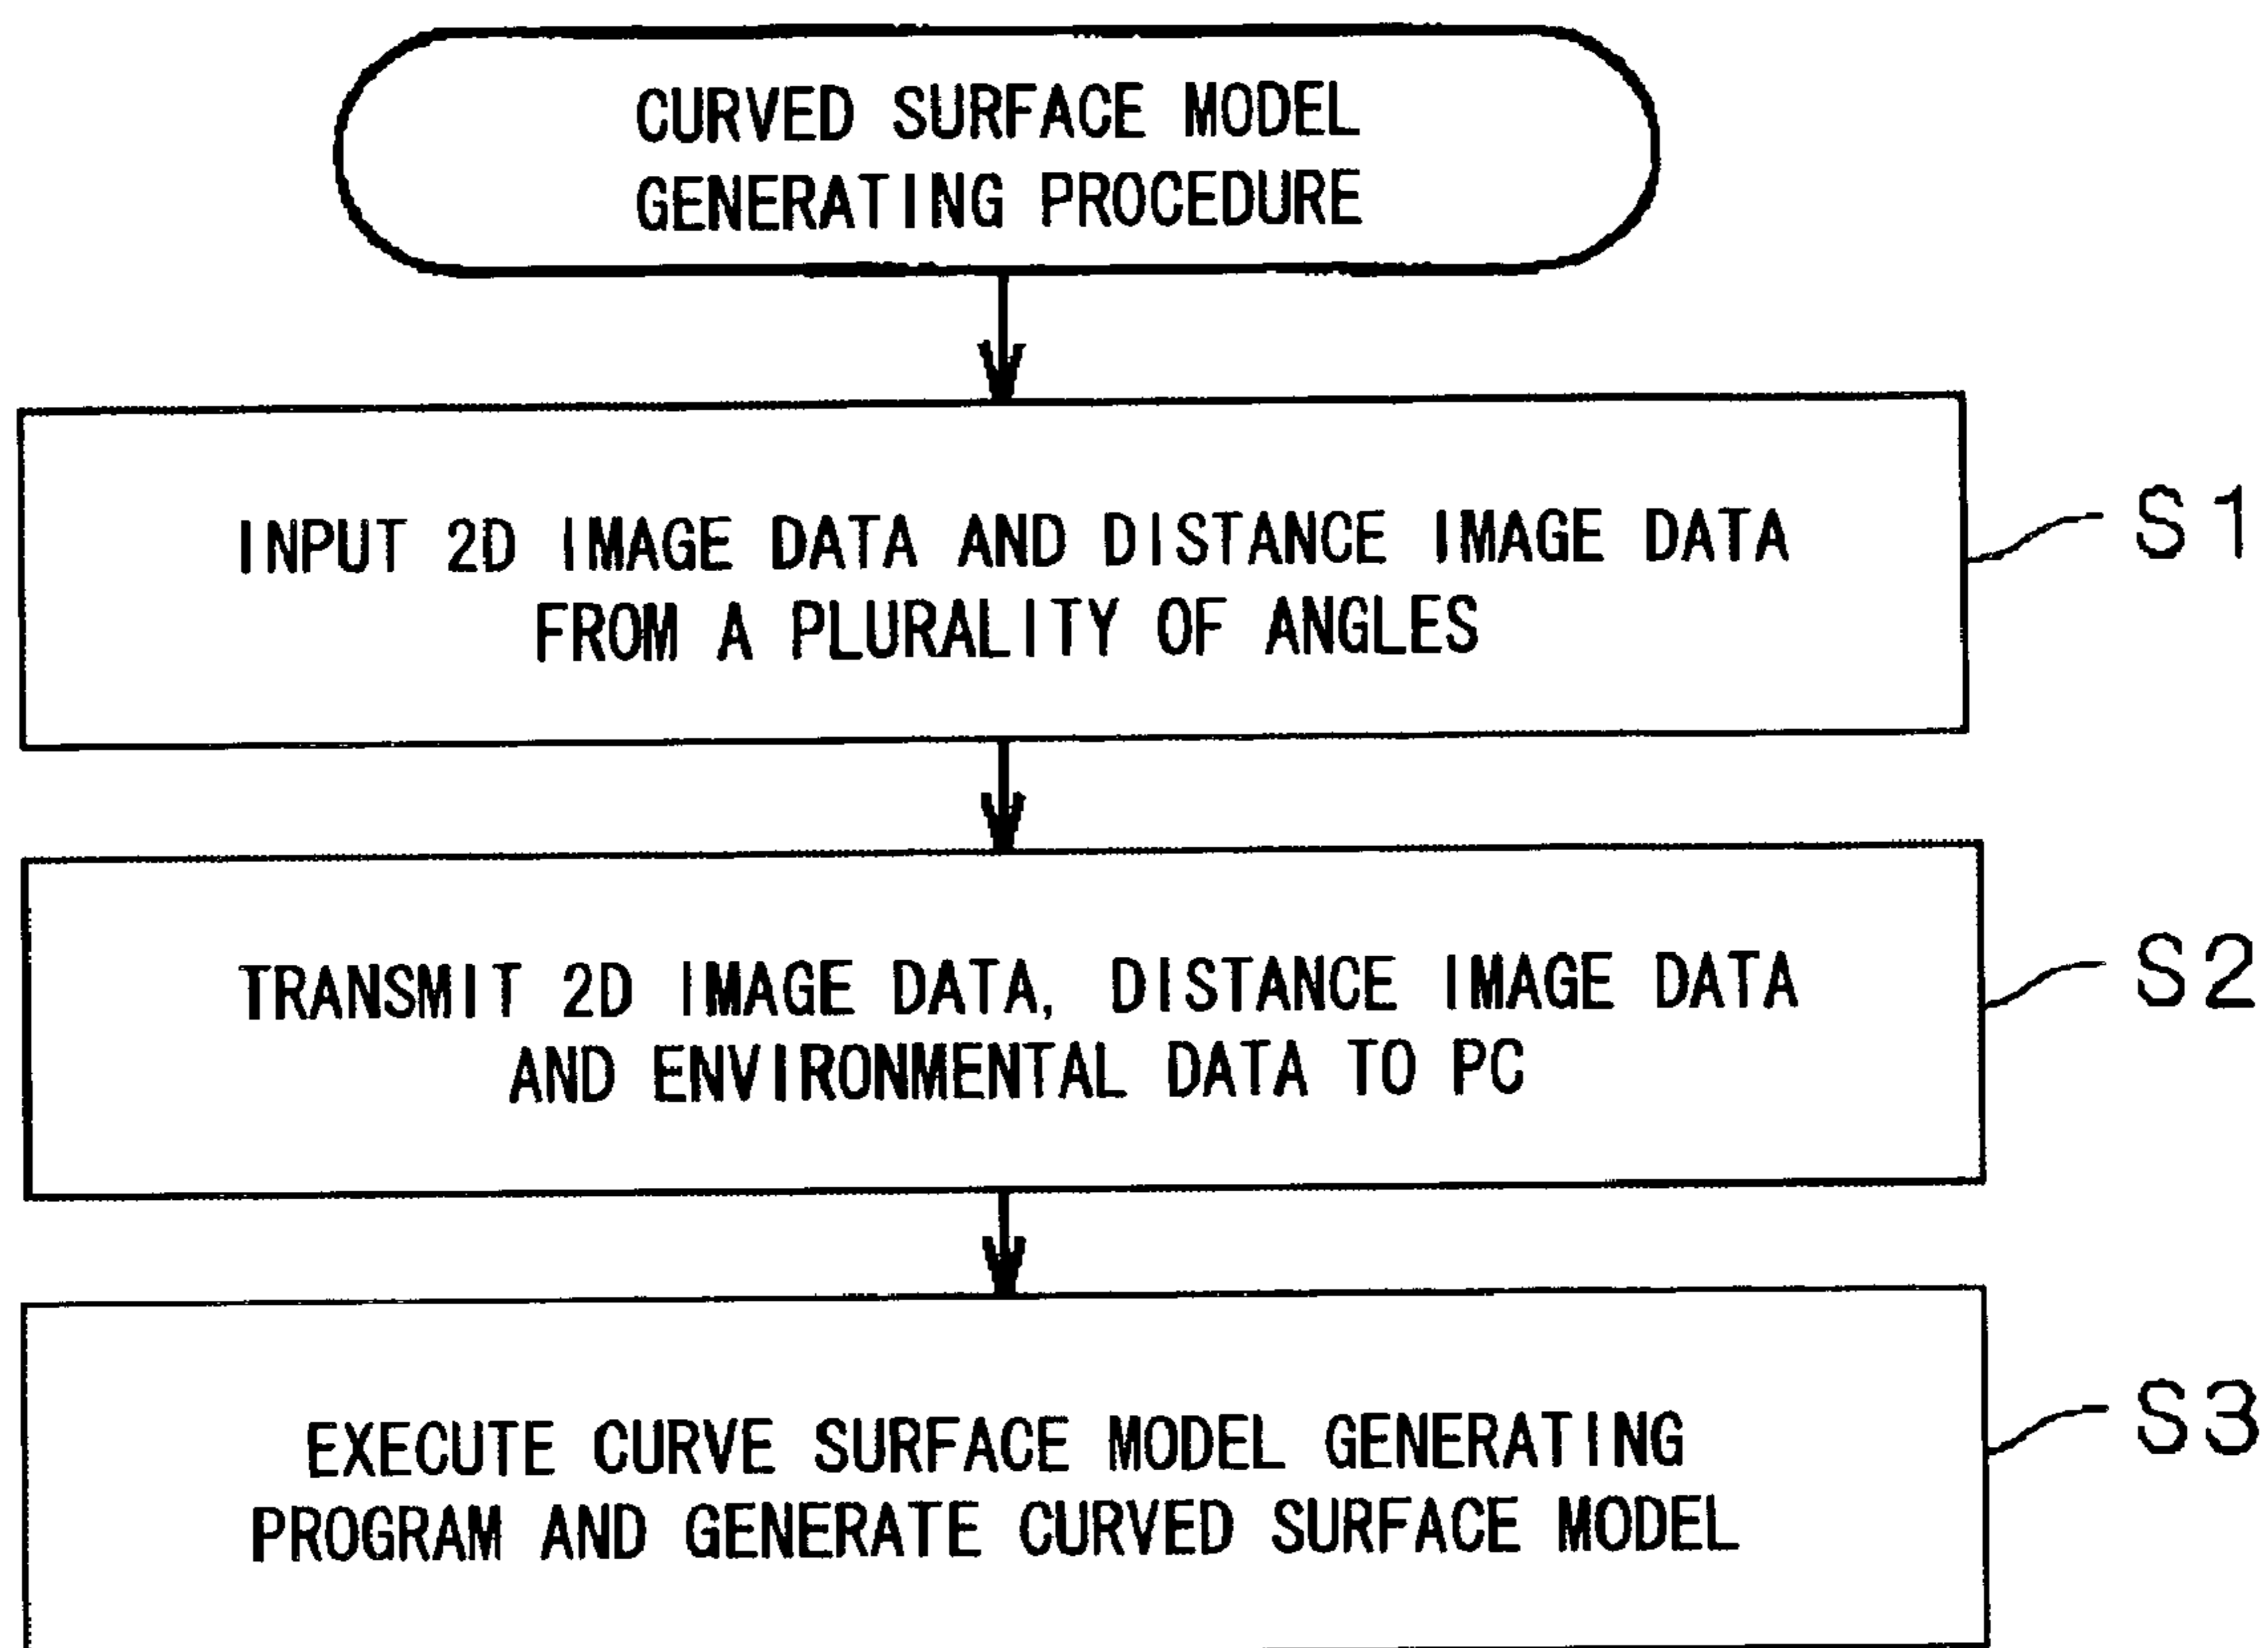 CURVED SURFACE MODEL
GENERATING PROCEDURE
INPUT 2D IMAGE DATA AND DISTANCE IMAGE DATA
FROM A PLURALITY OF ANGLES
S1
TRANSMIT 2D IMAGE DATA, DISTANCE IMAGE DATA
AND ENVIRONMENTAL DATA TO PC
S2
EXECUTE CURVE SURFACE MODEL GENERATING
PROGRAM AND GENERATE CURVED SURFACE MODEL
S3